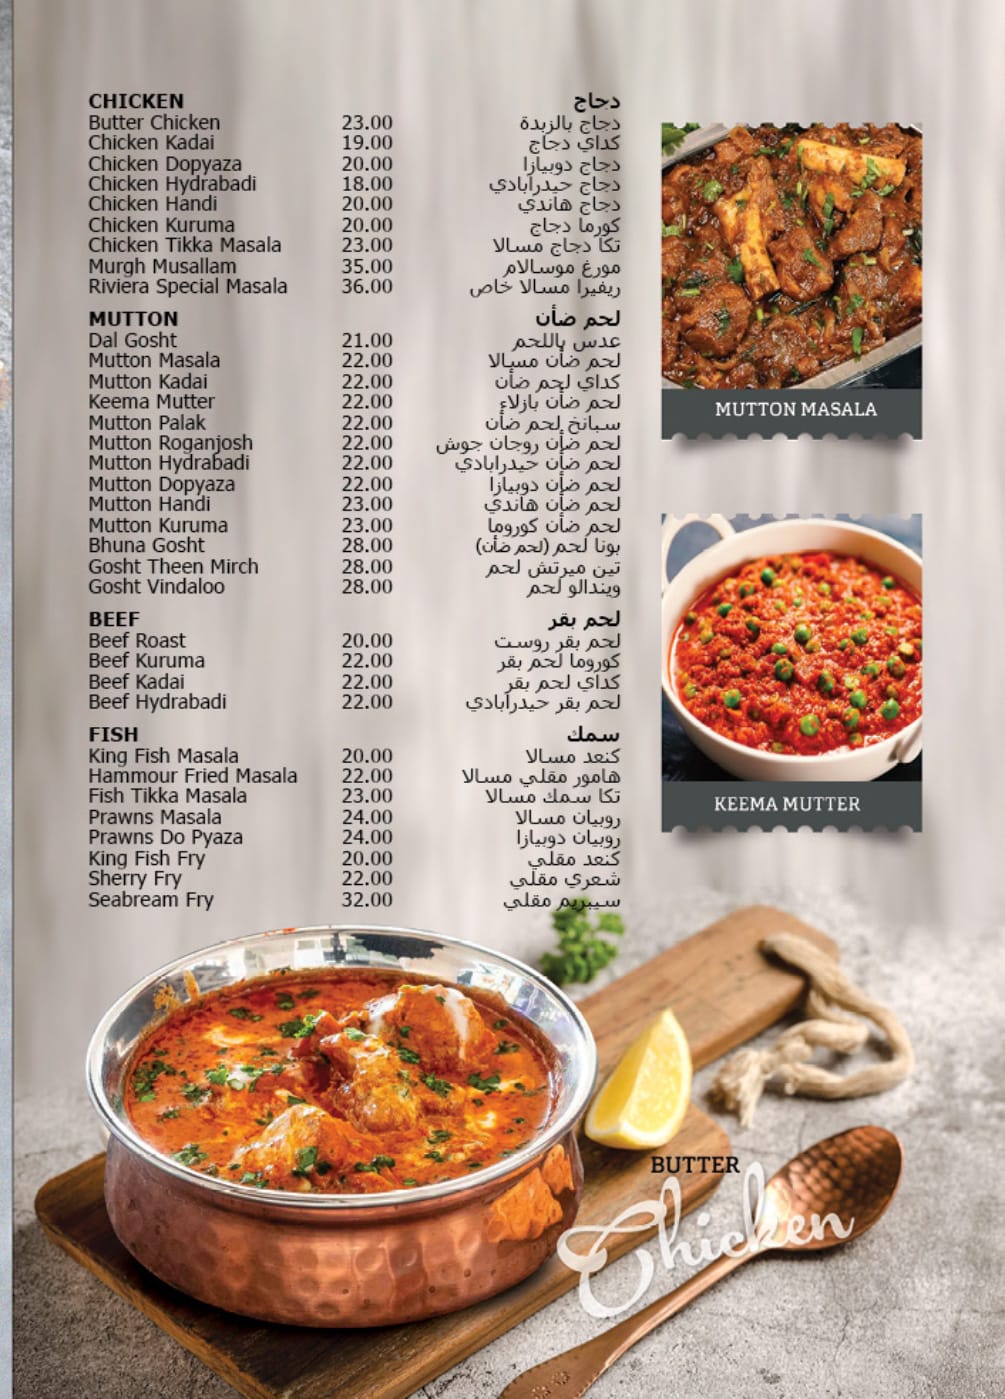 CHICKEN دجاج
Butter Chicken 23.00 دجاج بالزبدة
Chicken Kadai 19.00 كداي دجاج
Chicken Dopyaza 20.00 دجاج دوبيازا
Chicken Hydrabadi 18.00 دجاج حيدرابادي
Chicken Handi 20.00 دجاج هاندي
Chicken Kuruma 20.00 كورما دجاج
Chicken Tikka Masala 23.00 تكا دجاج مسالا
Murgh Musallam 35.00 مورغ موسالام
Riviera Special Masala 36.00 ريفيرا مسالا خاص
MUTTON لحم ضأن
Dal Gosht 21.00 عدس باللحم
Mutton Masala 22.00 لحم ضأن مسالا
Mutton Kadai 22.00 كداي لحم ضأن
Keema Mutter 22.00 لحم ضأن بازلاء
Mutton Palak 22.00 سبانخ لحم ضأن
Mutton Roganjosh 22.00 لحم ضأن روجان جوش
Mutton Hydrabadi 22.00 لحم ضأن حيدرابادي
Mutton Dopyaza 22.00 لحم ضأن دوبيازا
Mutton Handi 23.00 لحم ضأن هاندي
Mutton Kuruma 23.00 لحم ضأن كوروما
Bhuna Gosht 28.00 بونا لحم (لحم ضأن)
Gosht Theen Mirch 28.00 تين ميرتش لحم
Gosht Vindaloo 28.00 ويندالو لحم
BEEF لحم بقر
Beef Roast 20.00 لحم بقر روست
Beef Kuruma 22.00 كوروما لحم بقر
Beef Kadai 22.00 كداي لحم بقر
Beef Hydrabadi 22.00 لحم بقر حيدرابادي
FISH سمك
King Fish Masala 20.00 كنعد مسالا
Hammour Fried Masala 22.00 هامور مقلي مسالا
Fish Tikka Masala 23.00 تكا سمك مسالا
Prawns Masala 24.00 روبيان مسالا
Prawns Do Pyaza 24.00 روبيان دوبيازا
King Fish Fry 20.00 كنعد مقلي
Sherry Fry 22.00 شعري مقلي
Seabream Fry 32.00 سيبريم مقلي
MUTTON MASALA
KEEMA MUTTER
BUTTER
Chicken